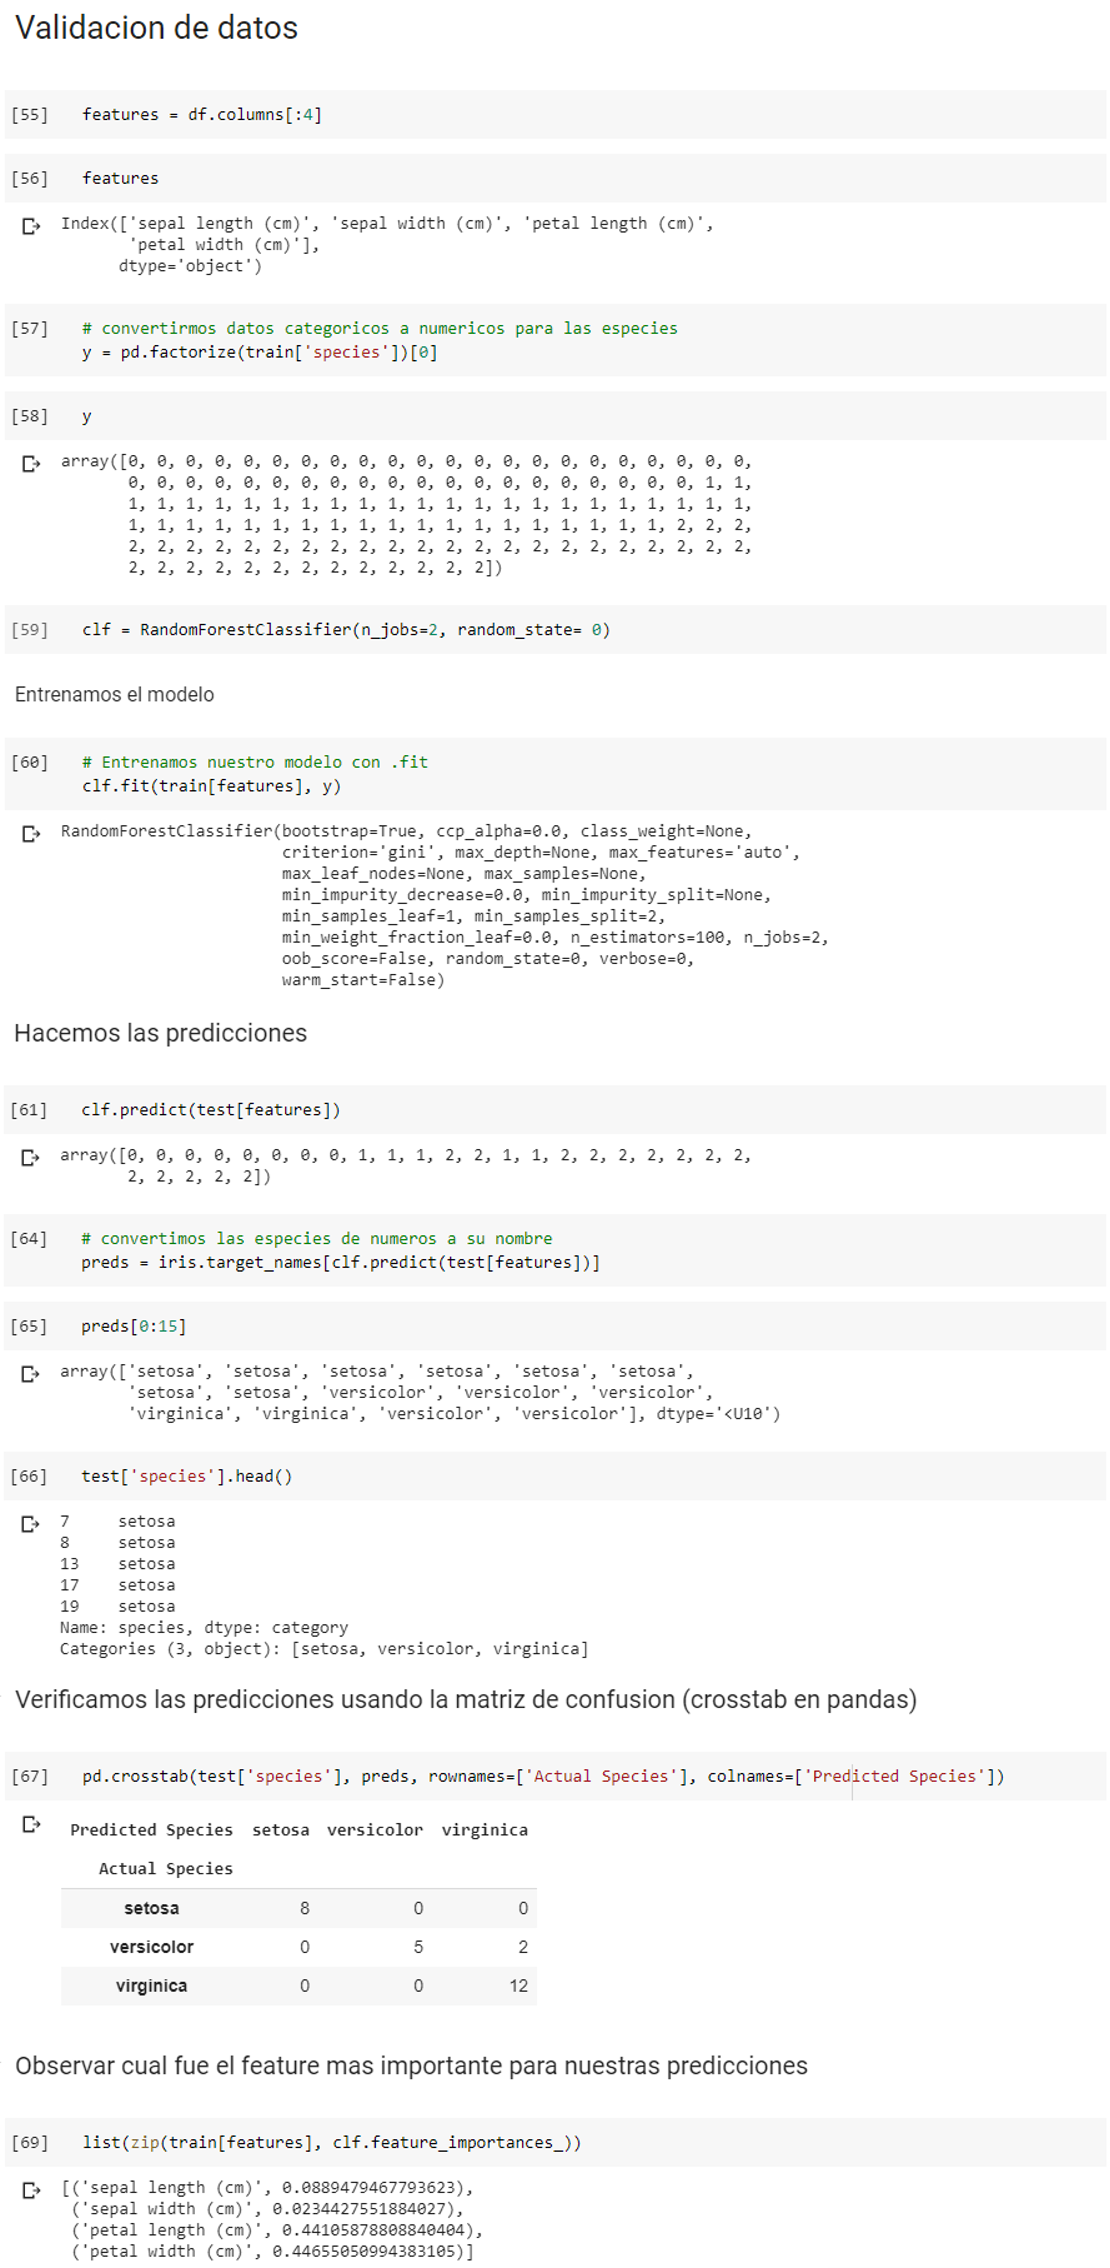 Validacion de datos
[55] features = df.columns[:4]
[56] features
Index(['sepal length (cm)', 'sepal width (cm)', 'petal length (cm)',
'petal width (cm)'],
dtype='object')
[57] # convertirmos datos categoricos a numericos para las especies
y = pd.factorize(train['species'])[0]
[58] y
array([0, 0, 0, 0, 0, 0, 0, 0, 0, 0, 0, 0, 0, 0, 0, 0, 0, 0, 0, 0, 0, 0,
0, 0, 0, 0, 0, 0, 0, 0, 0, 0, 0, 0, 0, 0, 0, 0, 0, 0, 0, 0, 1, 1,
1, 1, 1, 1, 1, 1, 1, 1, 1, 1, 1, 1, 1, 1, 1, 1, 1, 1, 1, 1, 1, 1,
1, 1, 1, 1, 1, 1, 1, 1, 1, 1, 1, 1, 1, 1, 1, 1, 1, 1, 1, 2, 2, 2,
2, 2, 2, 2, 2, 2, 2, 2, 2, 2, 2, 2, 2, 2, 2, 2, 2, 2, 2, 2, 2, 2,
2, 2, 2, 2, 2, 2, 2, 2, 2, 2, 2, 2, 2])
[59] clf = RandomForestClassifier(n_jobs=2, random_state= 0)
Entrenamos el modelo
[60] # Entrenamos nuestro modelo con .fit
clf.fit(train[features], y)
RandomForestClassifier(bootstrap=True, ccp_alpha=0.0, class_weight=None,
criterion='gini', max_depth=None, max_features='auto',
max_leaf_nodes=None, max_samples=None,
min_impurity_decrease=0.0, min_impurity_split=None,
min_samples_leaf=1, min_samples_split=2,
min_weight_fraction_leaf=0.0, n_estimators=100, n_jobs=2,
oob_score=False, random_state=0, verbose=0,
warm_start=False)
Hacemos las predicciones
[61] clf.predict(test[features])
array([0, 0, 0, 0, 0, 0, 0, 0, 1, 1, 1, 2, 2, 1, 1, 2, 2, 2, 2, 2, 2, 2,
2, 2, 2, 2, 2])
[64] # convertimos las especies de numeros a su nombre
preds = iris.target_names[clf.predict(test[features])]
[65] preds[0:15]
array(['setosa', 'setosa', 'setosa', 'setosa', 'setosa', 'setosa',
'setosa', 'setosa', 'versicolor', 'versicolor', 'versicolor',
'virginica', 'virginica', 'versicolor', 'versicolor'], dtype='<U10')
[66] test['species'].head()
7 setosa
8 setosa
13 setosa
17 setosa
19 setosa
Name: species, dtype: category
Categories (3, object): [setosa, versicolor, virginica]
Verificamos las predicciones usando la matriz de confusion (crosstab en pandas)
[67] pd.crosstab(test['species'], preds, rownames=['Actual Species'], colnames=['Predicted Species'])
Predicted Species setosa versicolor virginica
Actual Species
setosa 8 0 0
versicolor 0 5 2
virginica 0 0 12
Observar cual fue el feature mas importante para nuestras predicciones
[69] list(zip(train[features], clf.feature_importances_))
[('sepal length (cm)', 0.0889479467793623),
('sepal width (cm)', 0.0234427551884027),
('petal length (cm)', 0.44105878808840404),
('petal width (cm)', 0.44655050994383105)]